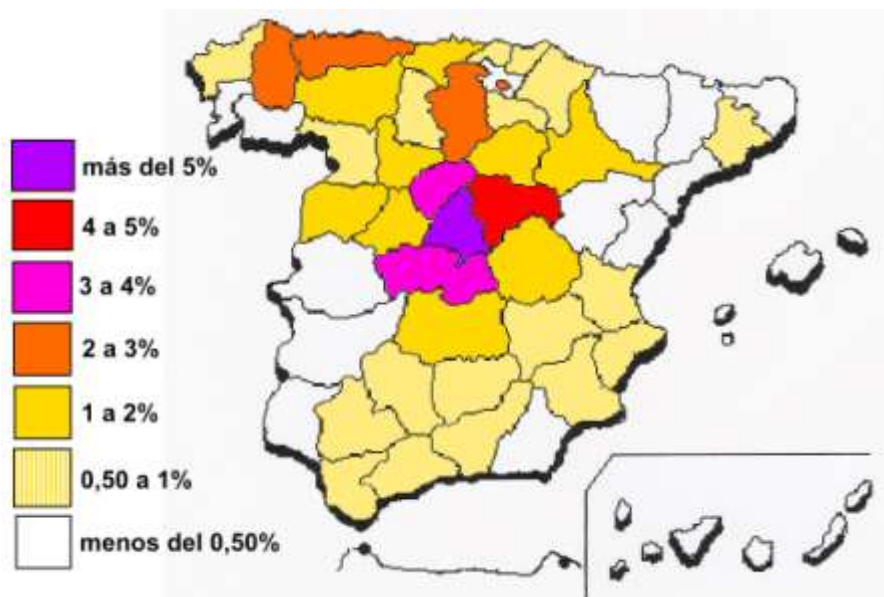 más del 5%
4 a 5%
3 a 4%
2 a 3%
1 a 2%
0,50 a 1%
menos del 0,50%